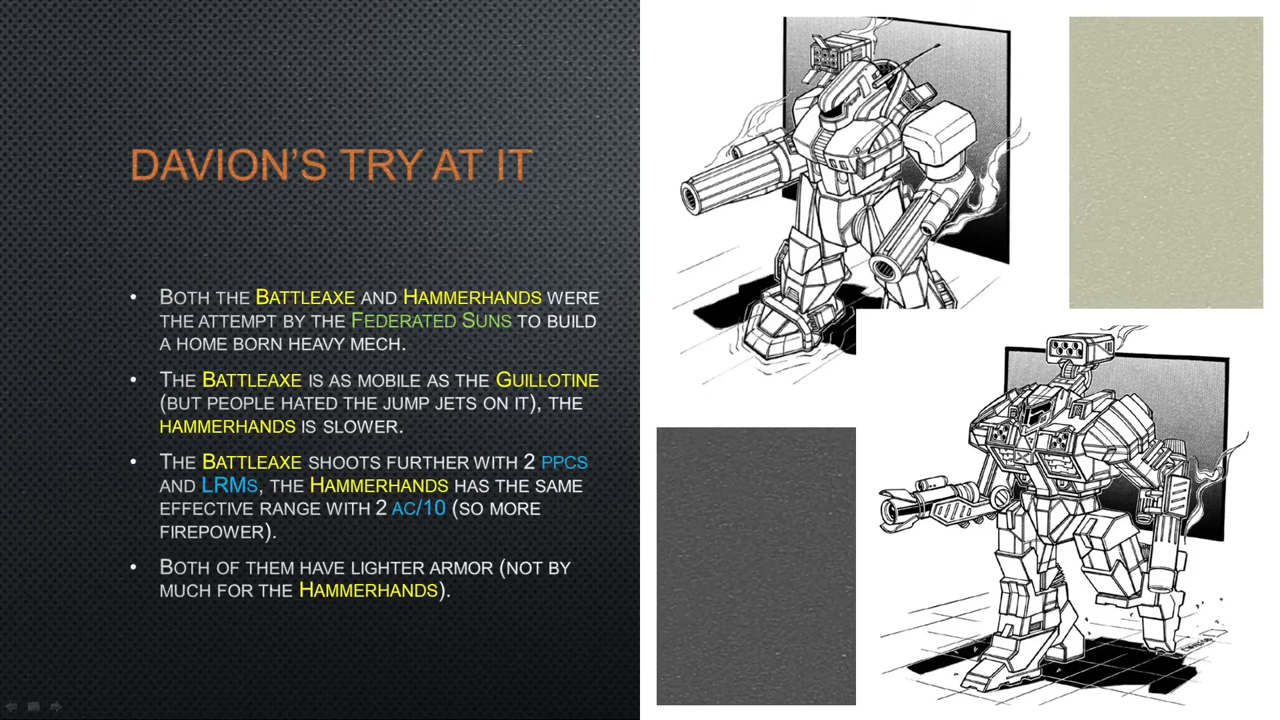 DAVION'S TRY AT IT
• BOTH THE BATTLEAXE AND HAMMERHANDS WERE
THE ATTEMPT BY THE FEDERATED SUNS TO BUILD
A HOME BORN HEAVY MECH.
• THE BATTLEAXE IS AS MOBILE AS THE GUILLOTINE
(BUT PEOPLE HATED THE JUMP JETS ON IT), THE
HAMMERHANDS IS SLOWER.
• THE BATTLEAXE SHOOTS FURTHER WITH 2 PPCS
AND LRMS, THE HAMMERHANDS HAS THE SAME
EFFECTIVE RANGE WITH 2 AC/10 (SO MORE
FIREPOWER).
• BOTH OF THEM HAVE LIGHTER ARMOR (NOT BY
MUCH FOR THE HAMMERHANDS).